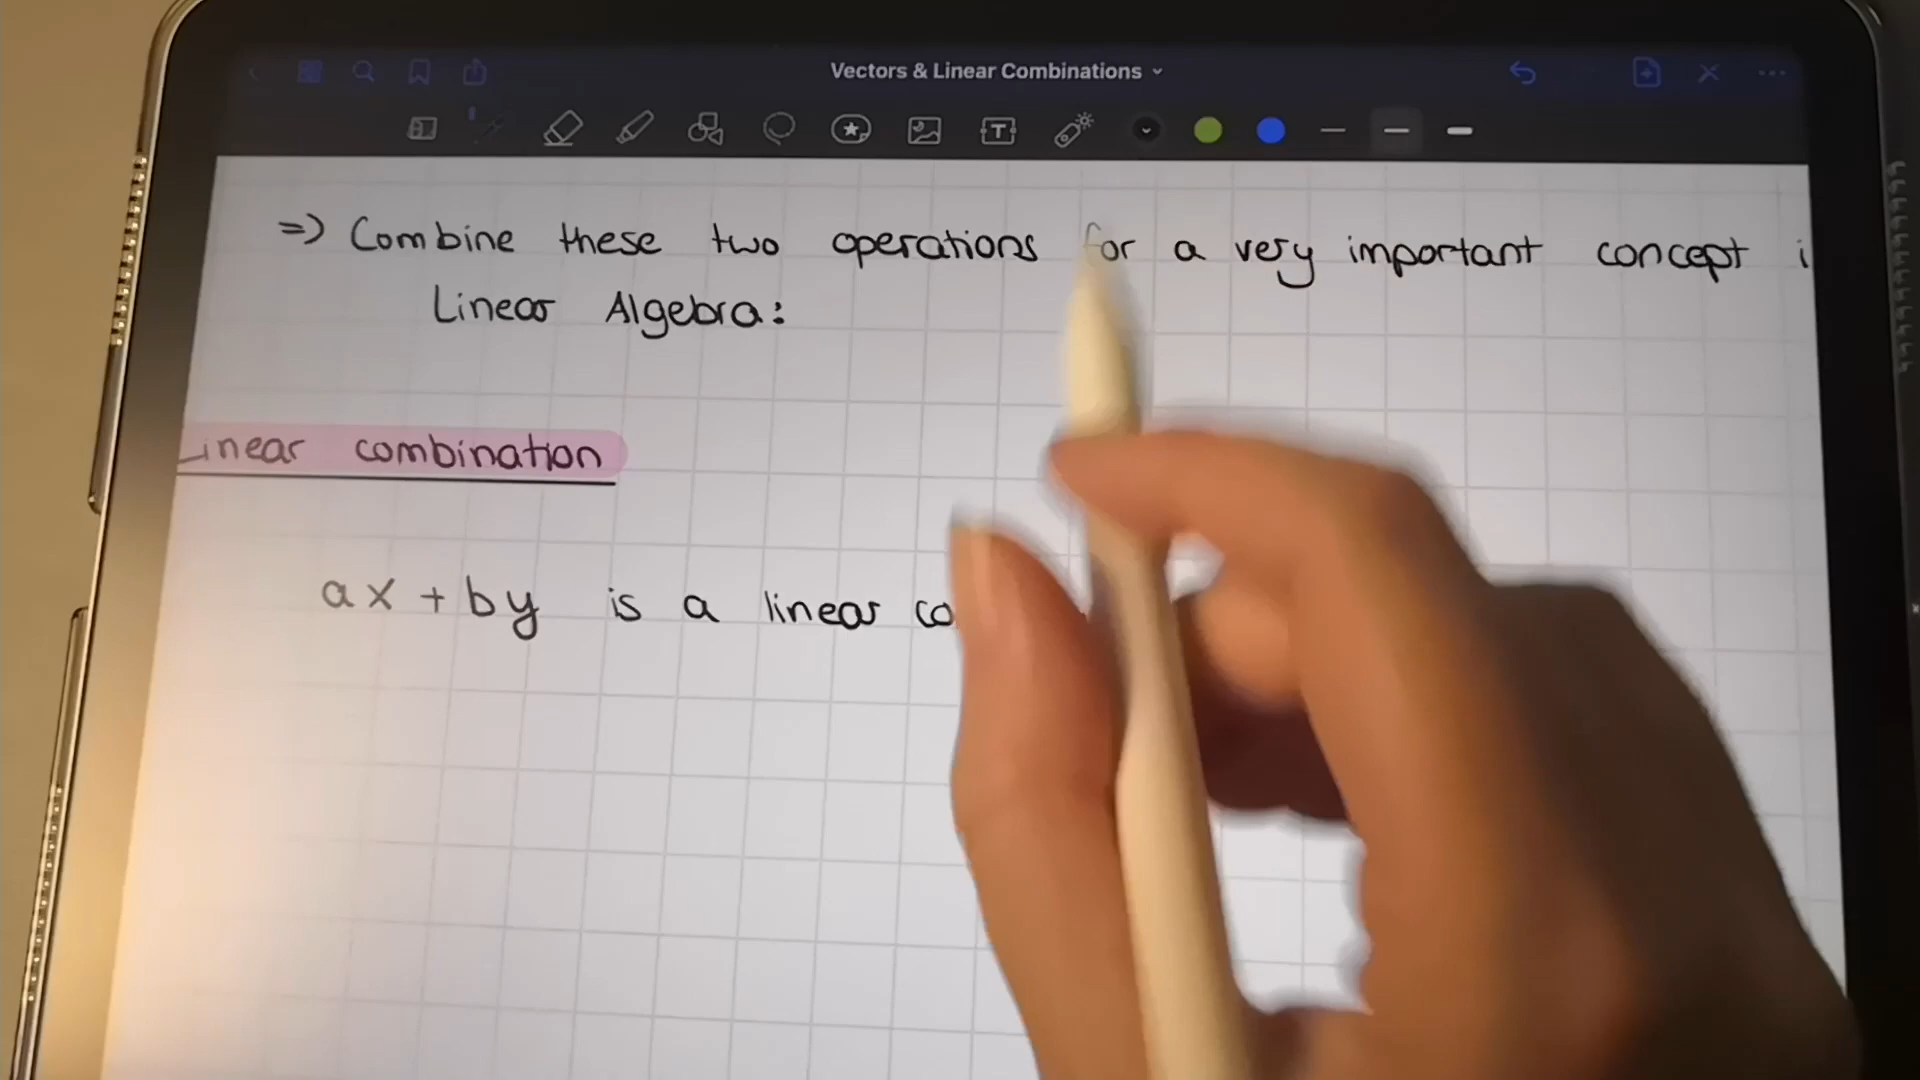 Vectors & Linear Combinations
=> Combine these two operations for a very important concept i
Linear Algebra:
Linear combination
ax + by is a linear co